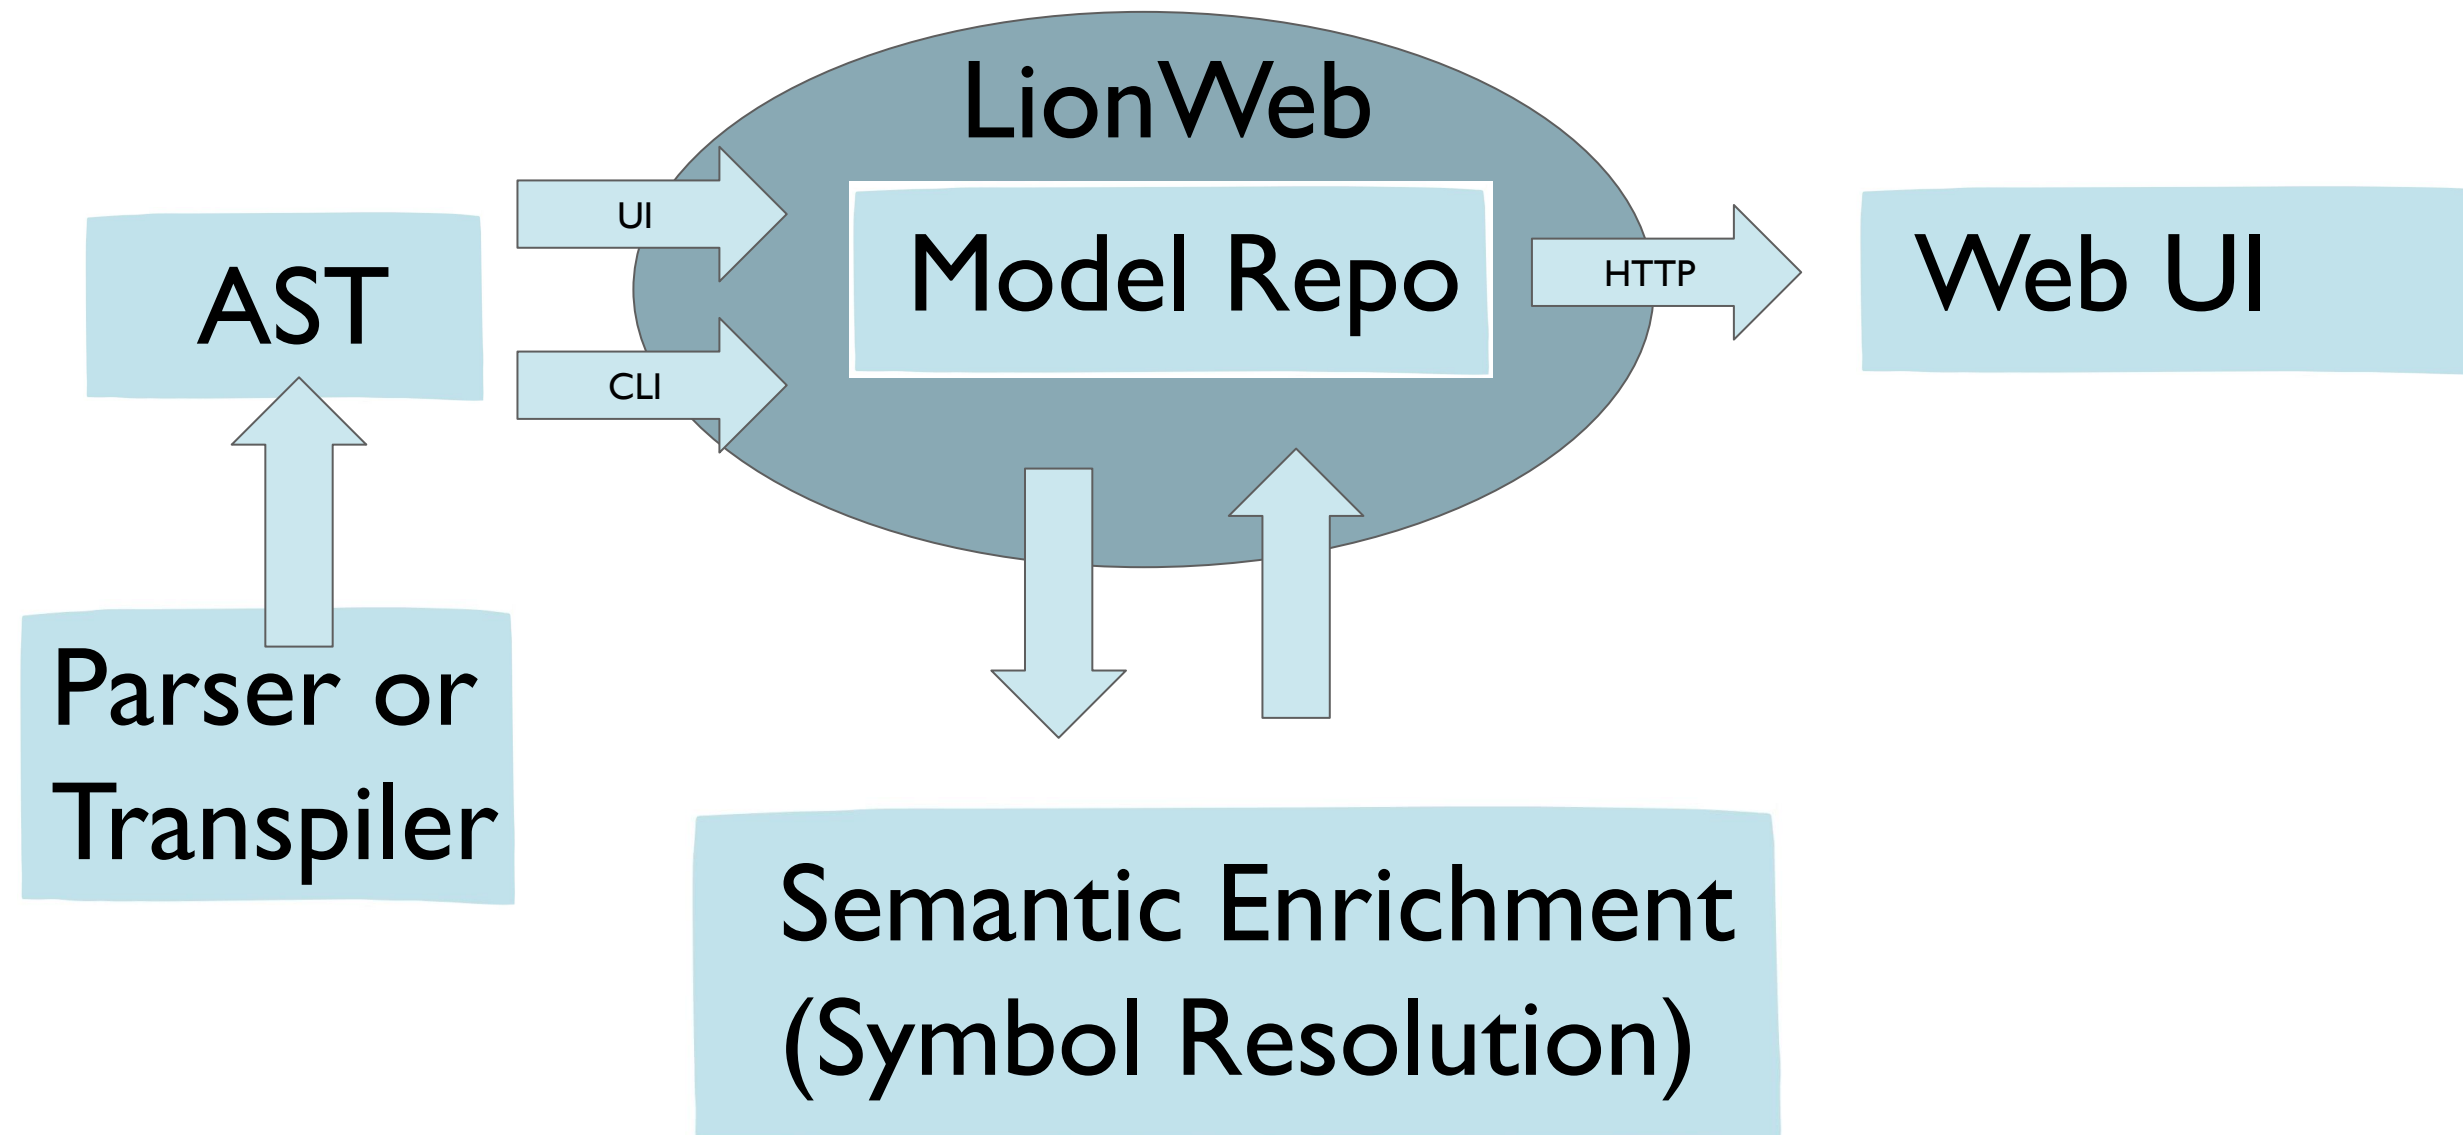 LionWeb
UI
AST
Model Repo
HTTP
Web UI
CLI
Parser or
Transpiler
Semantic Enrichment
(Symbol Resolution)